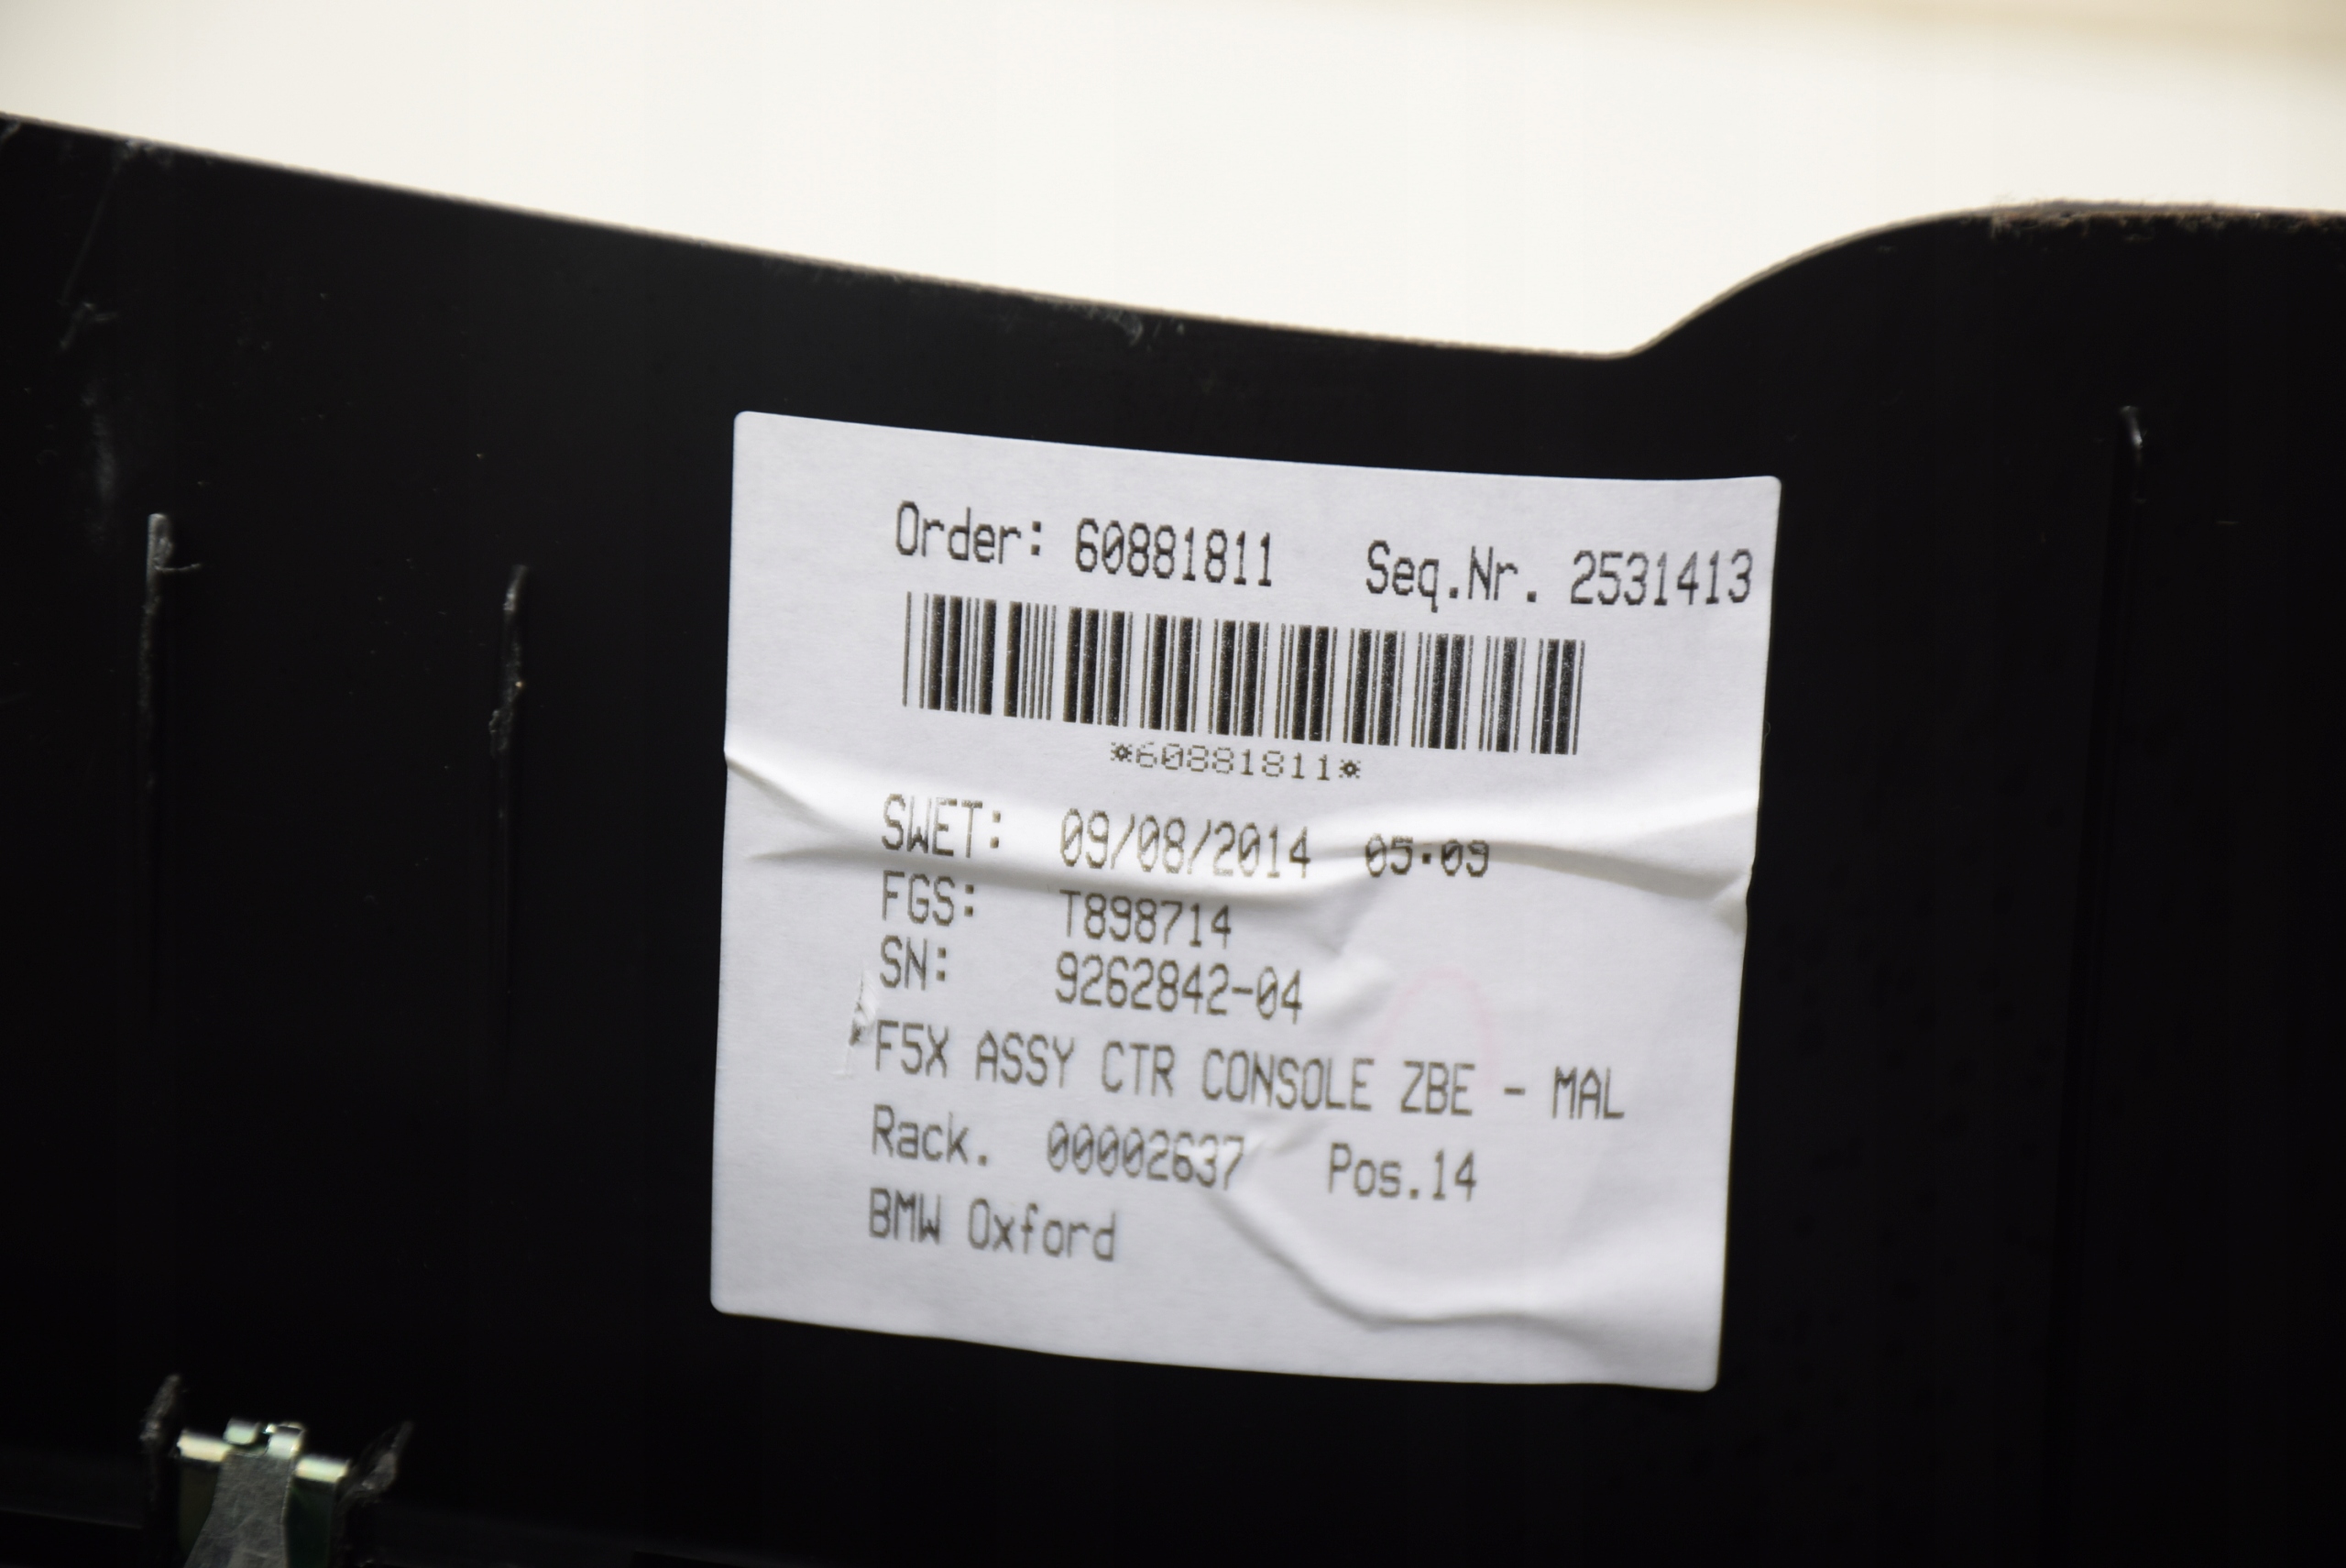 Order: 60881811 Seq.Nr. 2531413
*60881811*
SWET: 09/08/2014 05:09
FGS: T898714
SN: 9262842-04
F5X ASSY CTR CONSOLE ZBE - MAL
Rack. 00002637 Pos.14
BMW Oxford